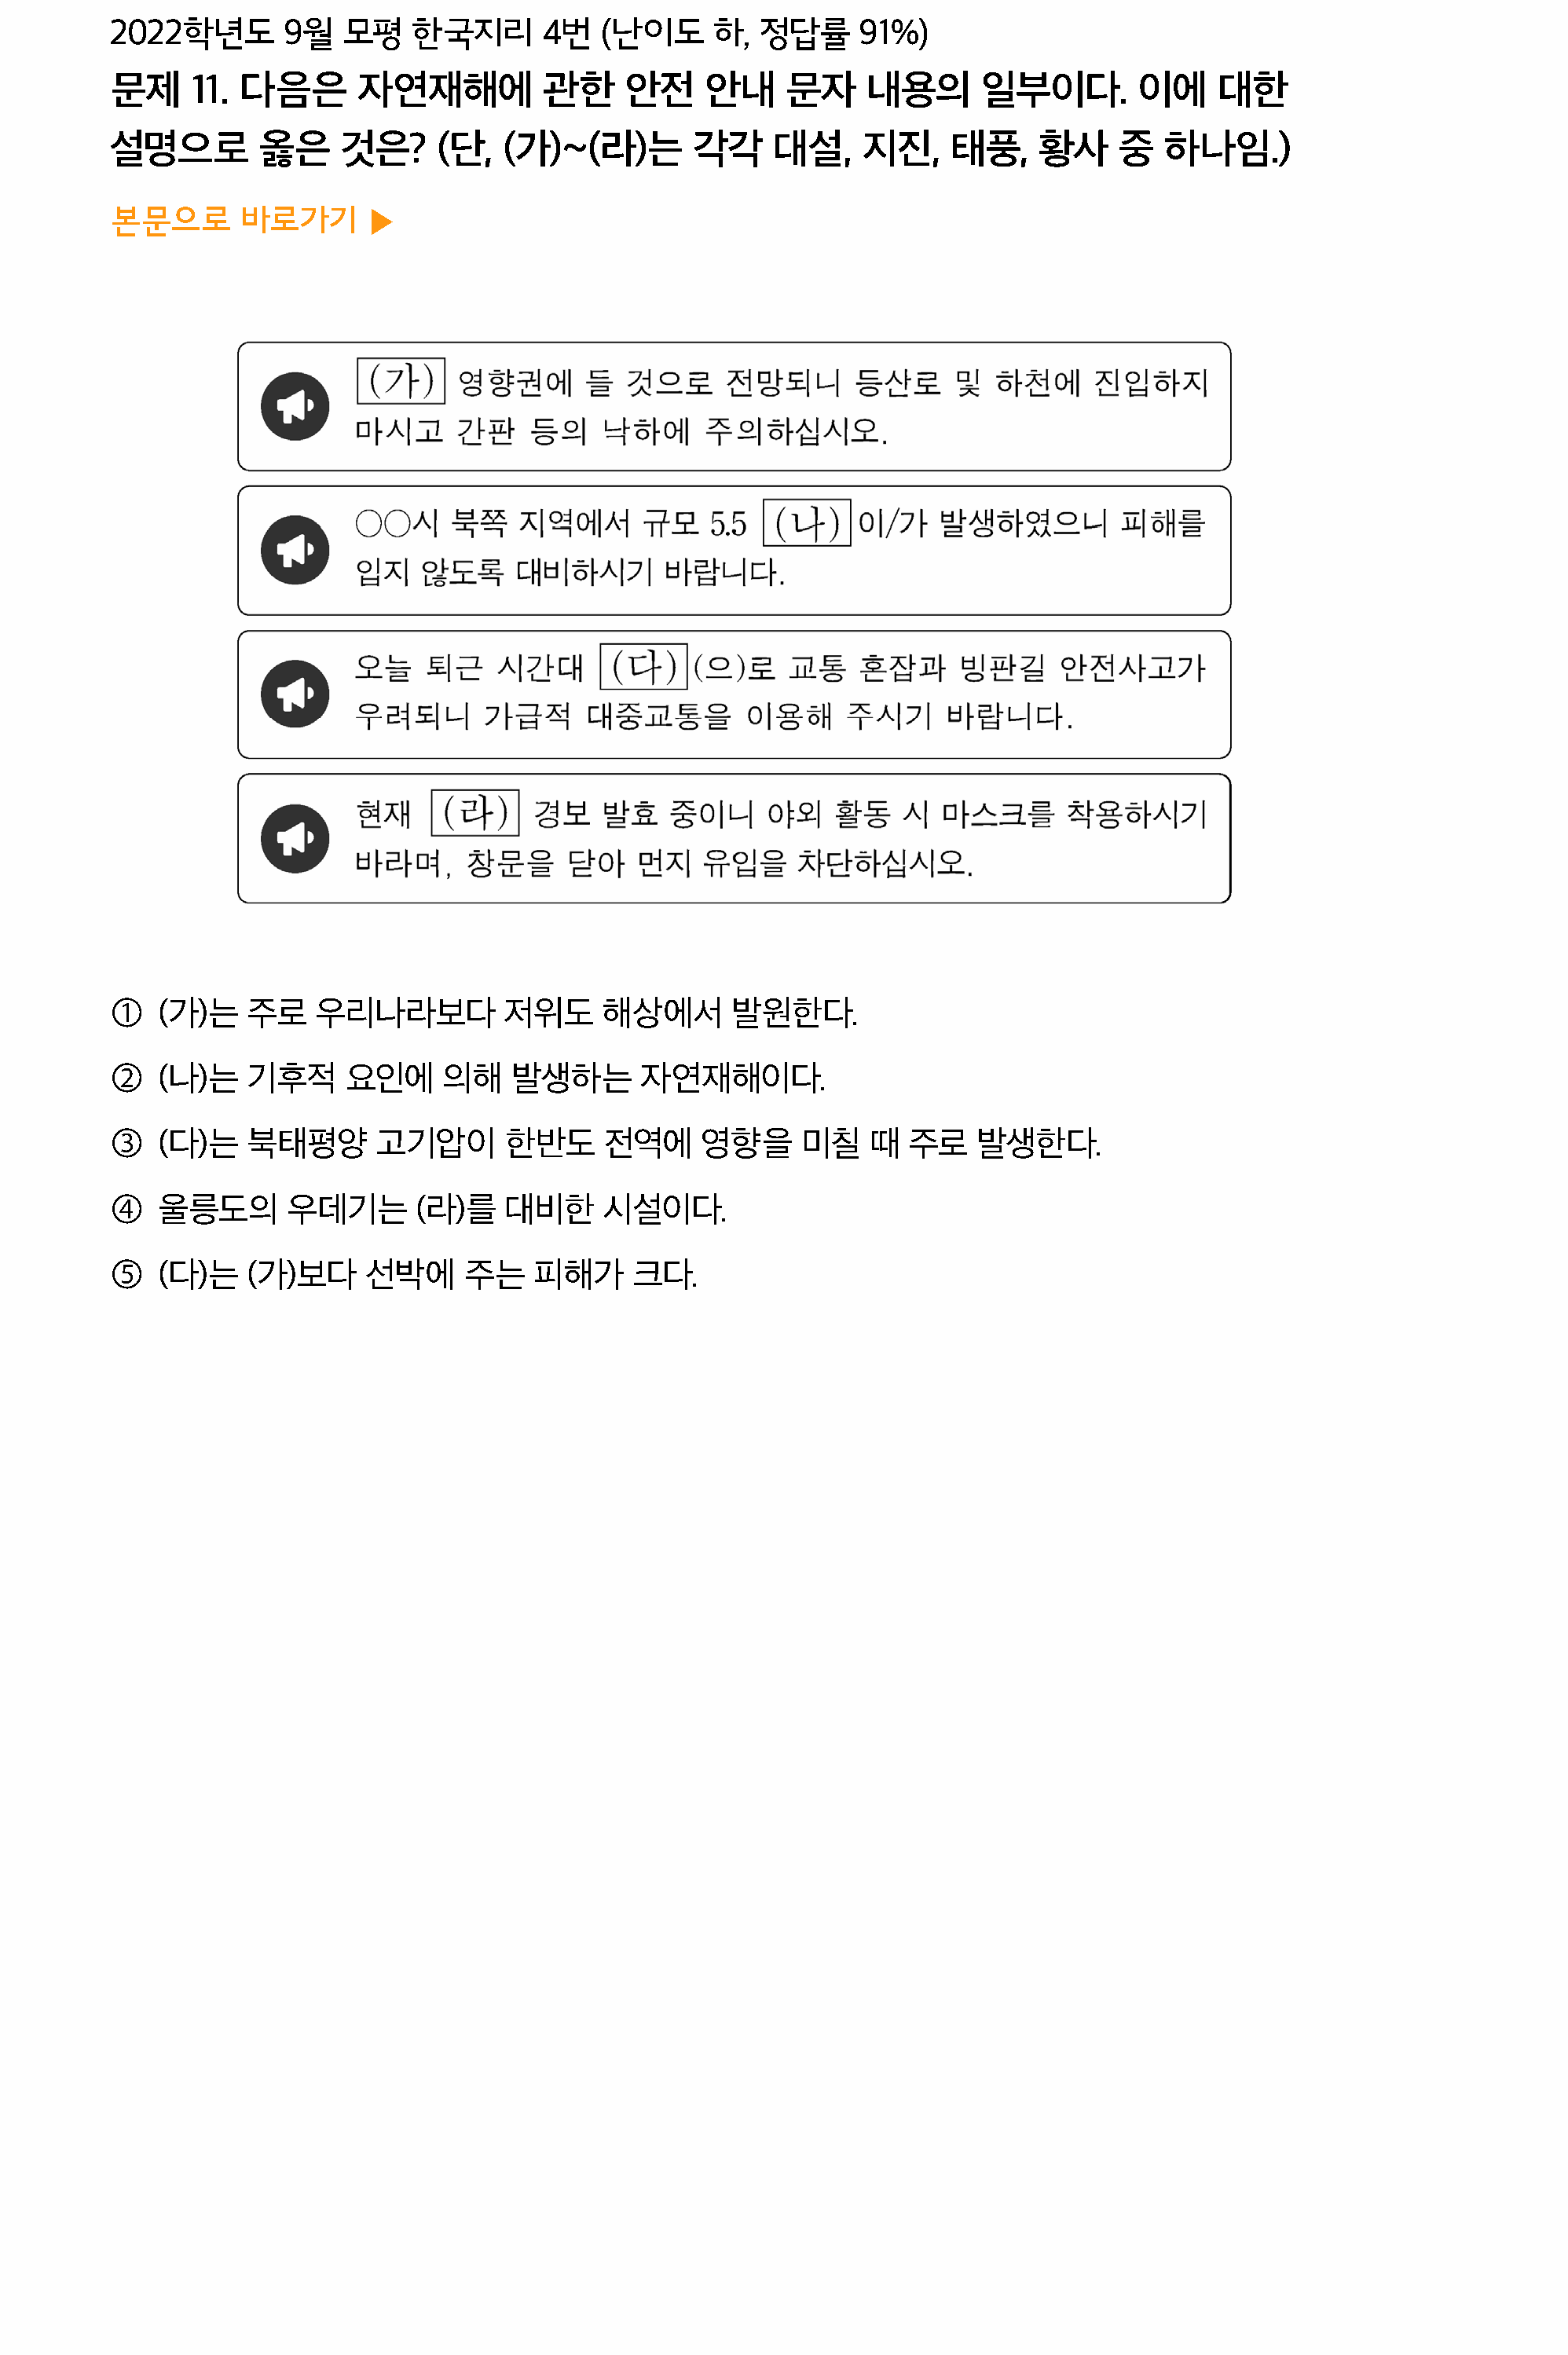 2022학년도 9월 모평 한국지리 4번 (난이도 하, 정답률 91%)
문제 11. 다음은 자연재해에 관한 안전 안내 문자 내용의 일부이다. 이에 대한
설명으로 옳은 것은? (단, (가)~(라)는 각각 대설, 지진, 태풍, 황사 중 하나임.)
본문으로 바로가기 ▶
(가) 영향권에 들 것으로 전망되니 등산로 및 하천에 진입하지
마시고 간판 등의 낙하에 주의하십시오.
○○시 북쪽 지역에서 규모 5.5 (나) 이/가 발생하였으니 피해를
입지 않도록 대비하시기 바랍니다.
오늘 퇴근 시간대 (다) (으)로 교통 혼잡과 빙판길 안전사고가
우려되니 가급적 대중교통을 이용해 주시기 바랍니다.
현재 (라) 경보 발효 중이니 야외 활동 시 마스크를 착용하시기
바라며, 창문을 닫아 먼지 유입을 차단하십시오.
① (가)는 주로 우리나라보다 저위도 해상에서 발원한다.
② (나)는 기후적 요인에 의해 발생하는 자연재해이다.
③ (다)는 북태평양 고기압이 한반도 전역에 영향을 미칠 때 주로 발생한다.
④ 울릉도의 우데기는 (라)를 대비한 시설이다.
⑤ (다)는 (가)보다 선박에 주는 피해가 크다.